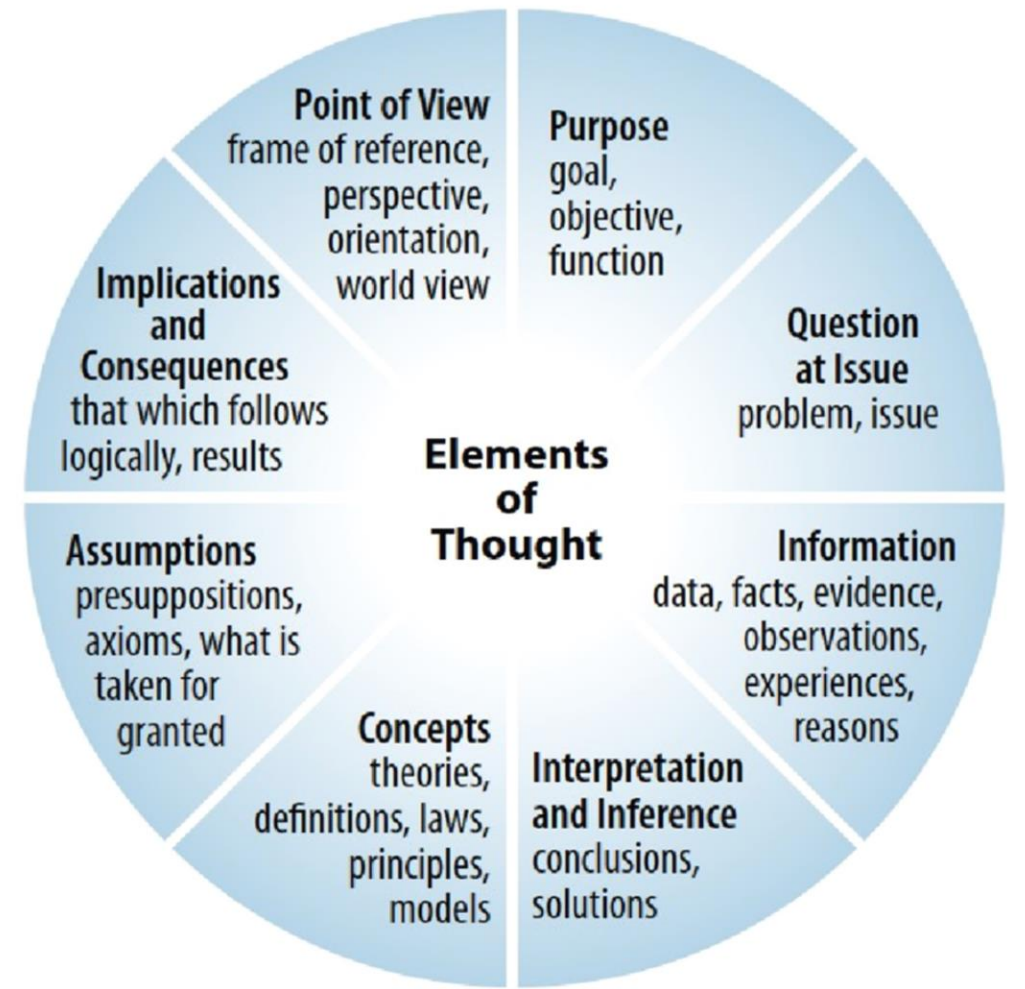 Point of View
frame of reference,
perspective,
orientation,
world view
Purpose
goal,
objective,
function
Question
at Issue
problem, issue
Information
data, facts, evidence,
observations,
experiences,
reasons
Interpretation
and Inference
conclusions,
solutions
Concepts
theories,
definitions, laws,
principles,
models
Assumptions
presuppositions,
axioms, what is
taken for
granted
Implications
and
Consequences
that which follows
logically, results
Elements
of
Thought